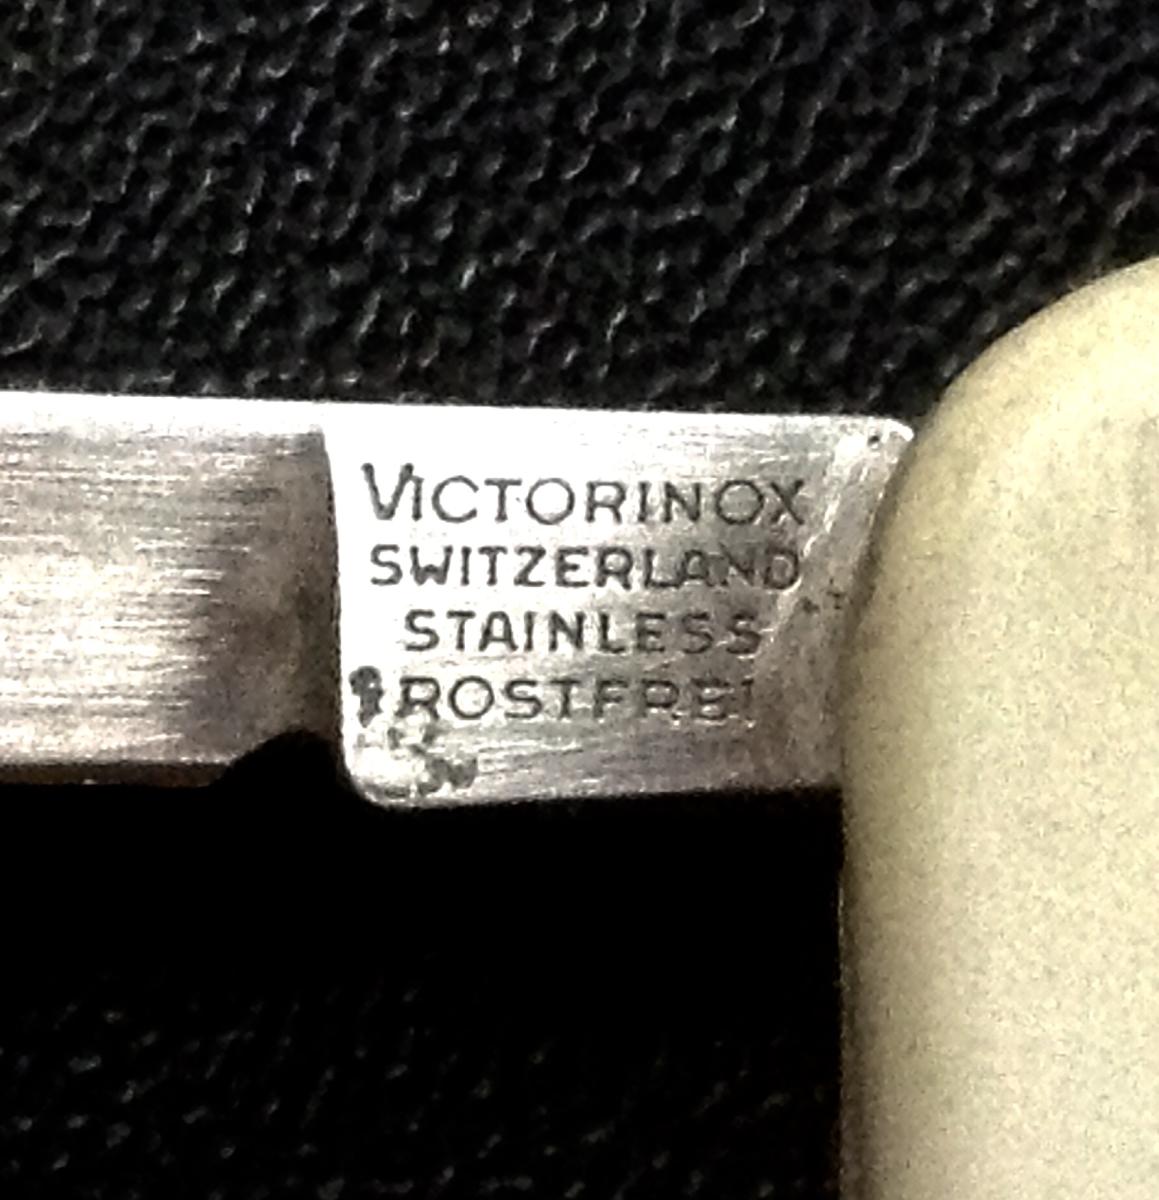 VICTORINOX
SWITZERLAND
STAINLESS
ROSTFREI